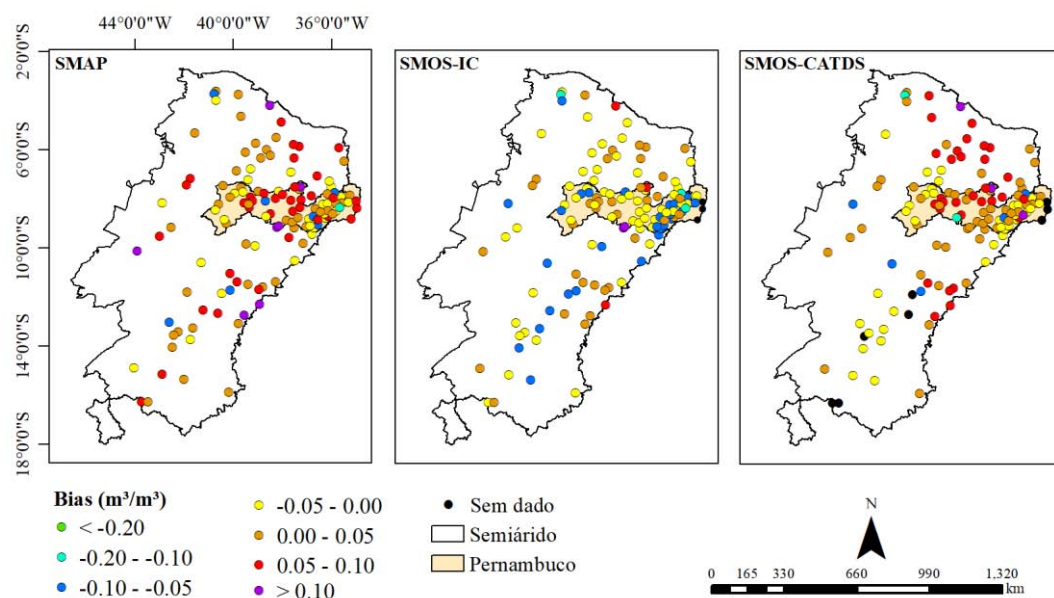 44°0'0"W 40°0'0"W 36°0'0"W
2°0'0"S
6°0'0"S
10°0'0"S
14°0'0"S
18°0'0"S
SMAP
SMOS-IC
SMOS-CATDS
Bias (m³/m³)
< -0.20
-0.20 - -0.10
-0.10 - -0.05
-0.05 - 0.00
0.00 - 0.05
0.05 - 0.10
> 0.10
Sem dado
Semiárido
Pernambuco
N
0 165 330 660 990 1,320
km